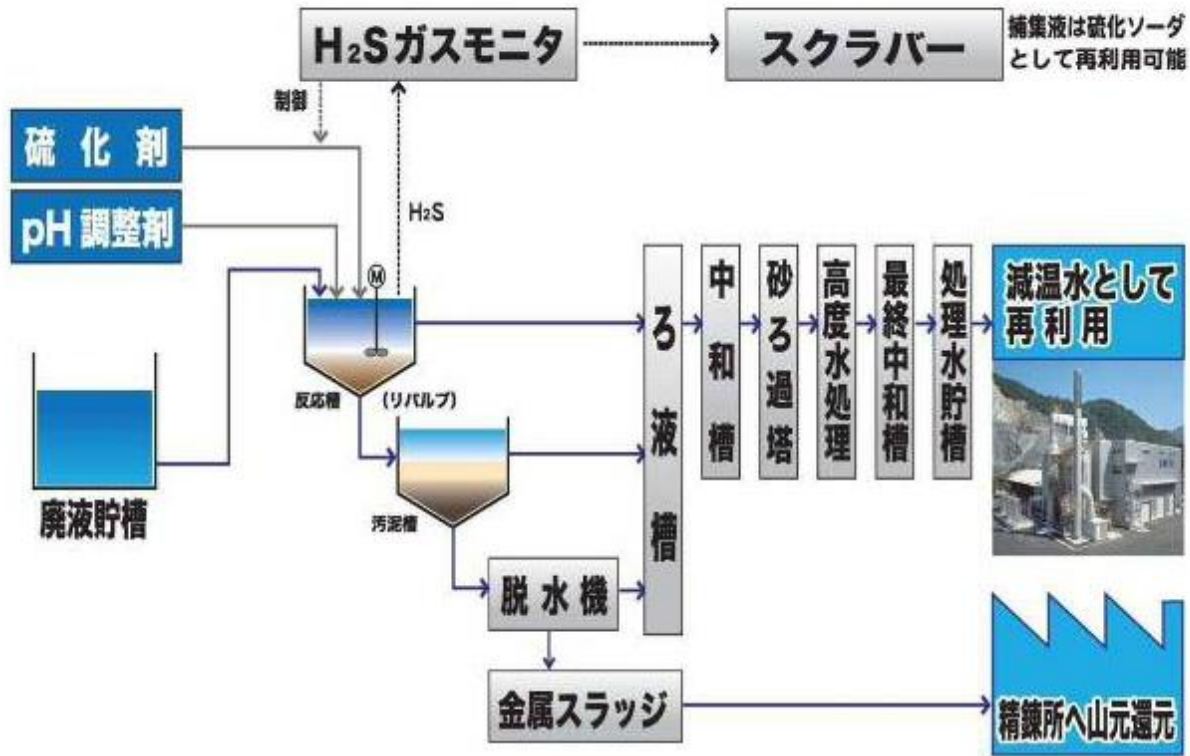 H₂Sガスモニタ
スクラバー
捕集液は硫化ソーダ
として再利用可能
制御
硫化剤
pH調整剤
H₂S
M
反応槽
(リパルプ)
廃液貯槽
汚泥槽
脱水機
金属スラッジ
ろ液槽
中和槽
砂ろ過塔
高度水処理
最終中和槽
処理水貯槽
減温水として
再利用
精錬所へ山元還元